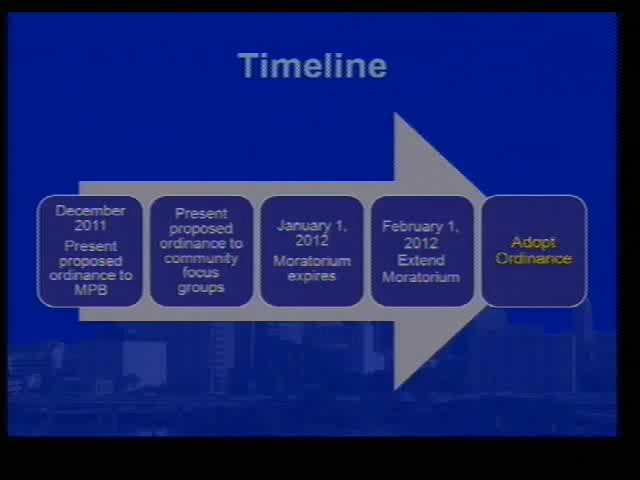 Timeline
December
2011
Present
proposed
ordinance to
MPB
Present
proposed
ordinance to
community
focus
groups
January 1,
2012
Moratorium
expires
February 1,
2012
Extend
Moratorium
Adopt
Ordinance